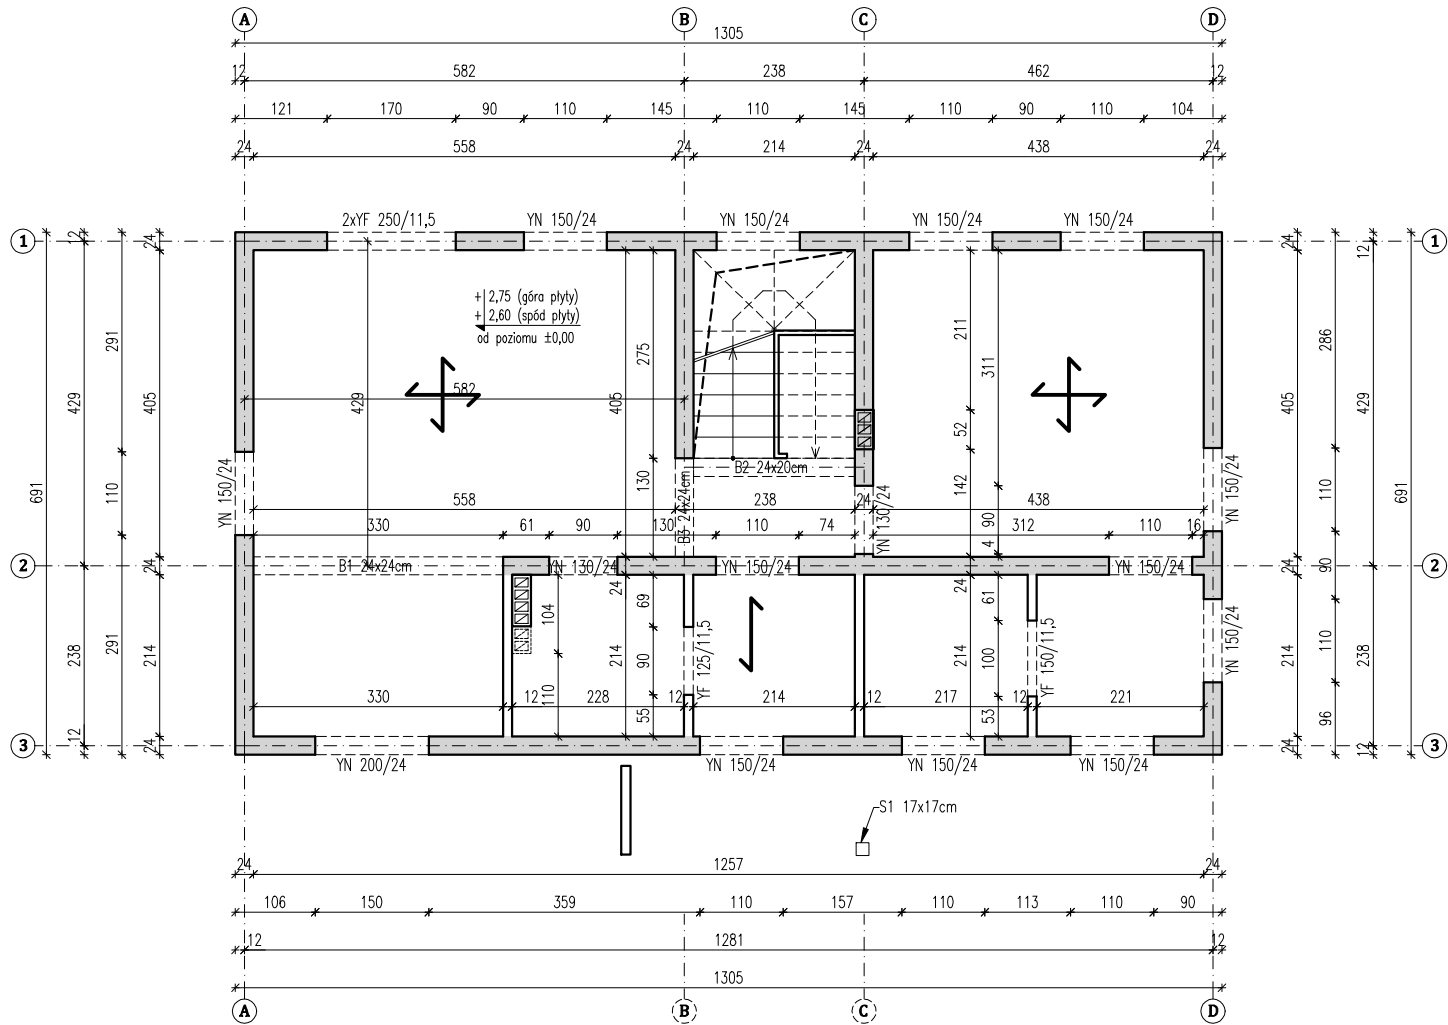 A B C D
1305
12 582 238 462 12
121 170 90 110 145 110 145 110 90 110 104
24 558 24 214 24 438 24
2xYF 250/11,5 YN 150/24 YN 150/24 YN 150/24 YN 150/24
1 12 24 24 12 1
+ 2,75 (góra płyty)
+ 2,60 (spód płyty)
od poziomu ±0,00
291 275 211 311 286
582
429 405 429 405 405 429
52
B2 24x20cm
691 110 YN 150/24 130 B3 24x24cm 142 YN 130/24 YN 150/24 110 691
558 238 24 438
330 61 90 130 110 74 90 312 110 16
4
2 24 B1 24x24cm YN 130/24 YN 150/24 YN 150/24 24 90 2
24 24
104 69 61
238 291 214 214 90 YF 125/11,5 214 100 YF 150/11,5 YN 150/24 214 110 238
330 12 228 12 214 12 217 12 221
110 55 53 96
3 12 24 24 12 3
YN 200/24 YN 150/24 YN 150/24 YN 150/24
S1 17x17cm
24 1257 24
106 150 359 110 157 110 113 110 90
12 1281 12
1305
A B C D